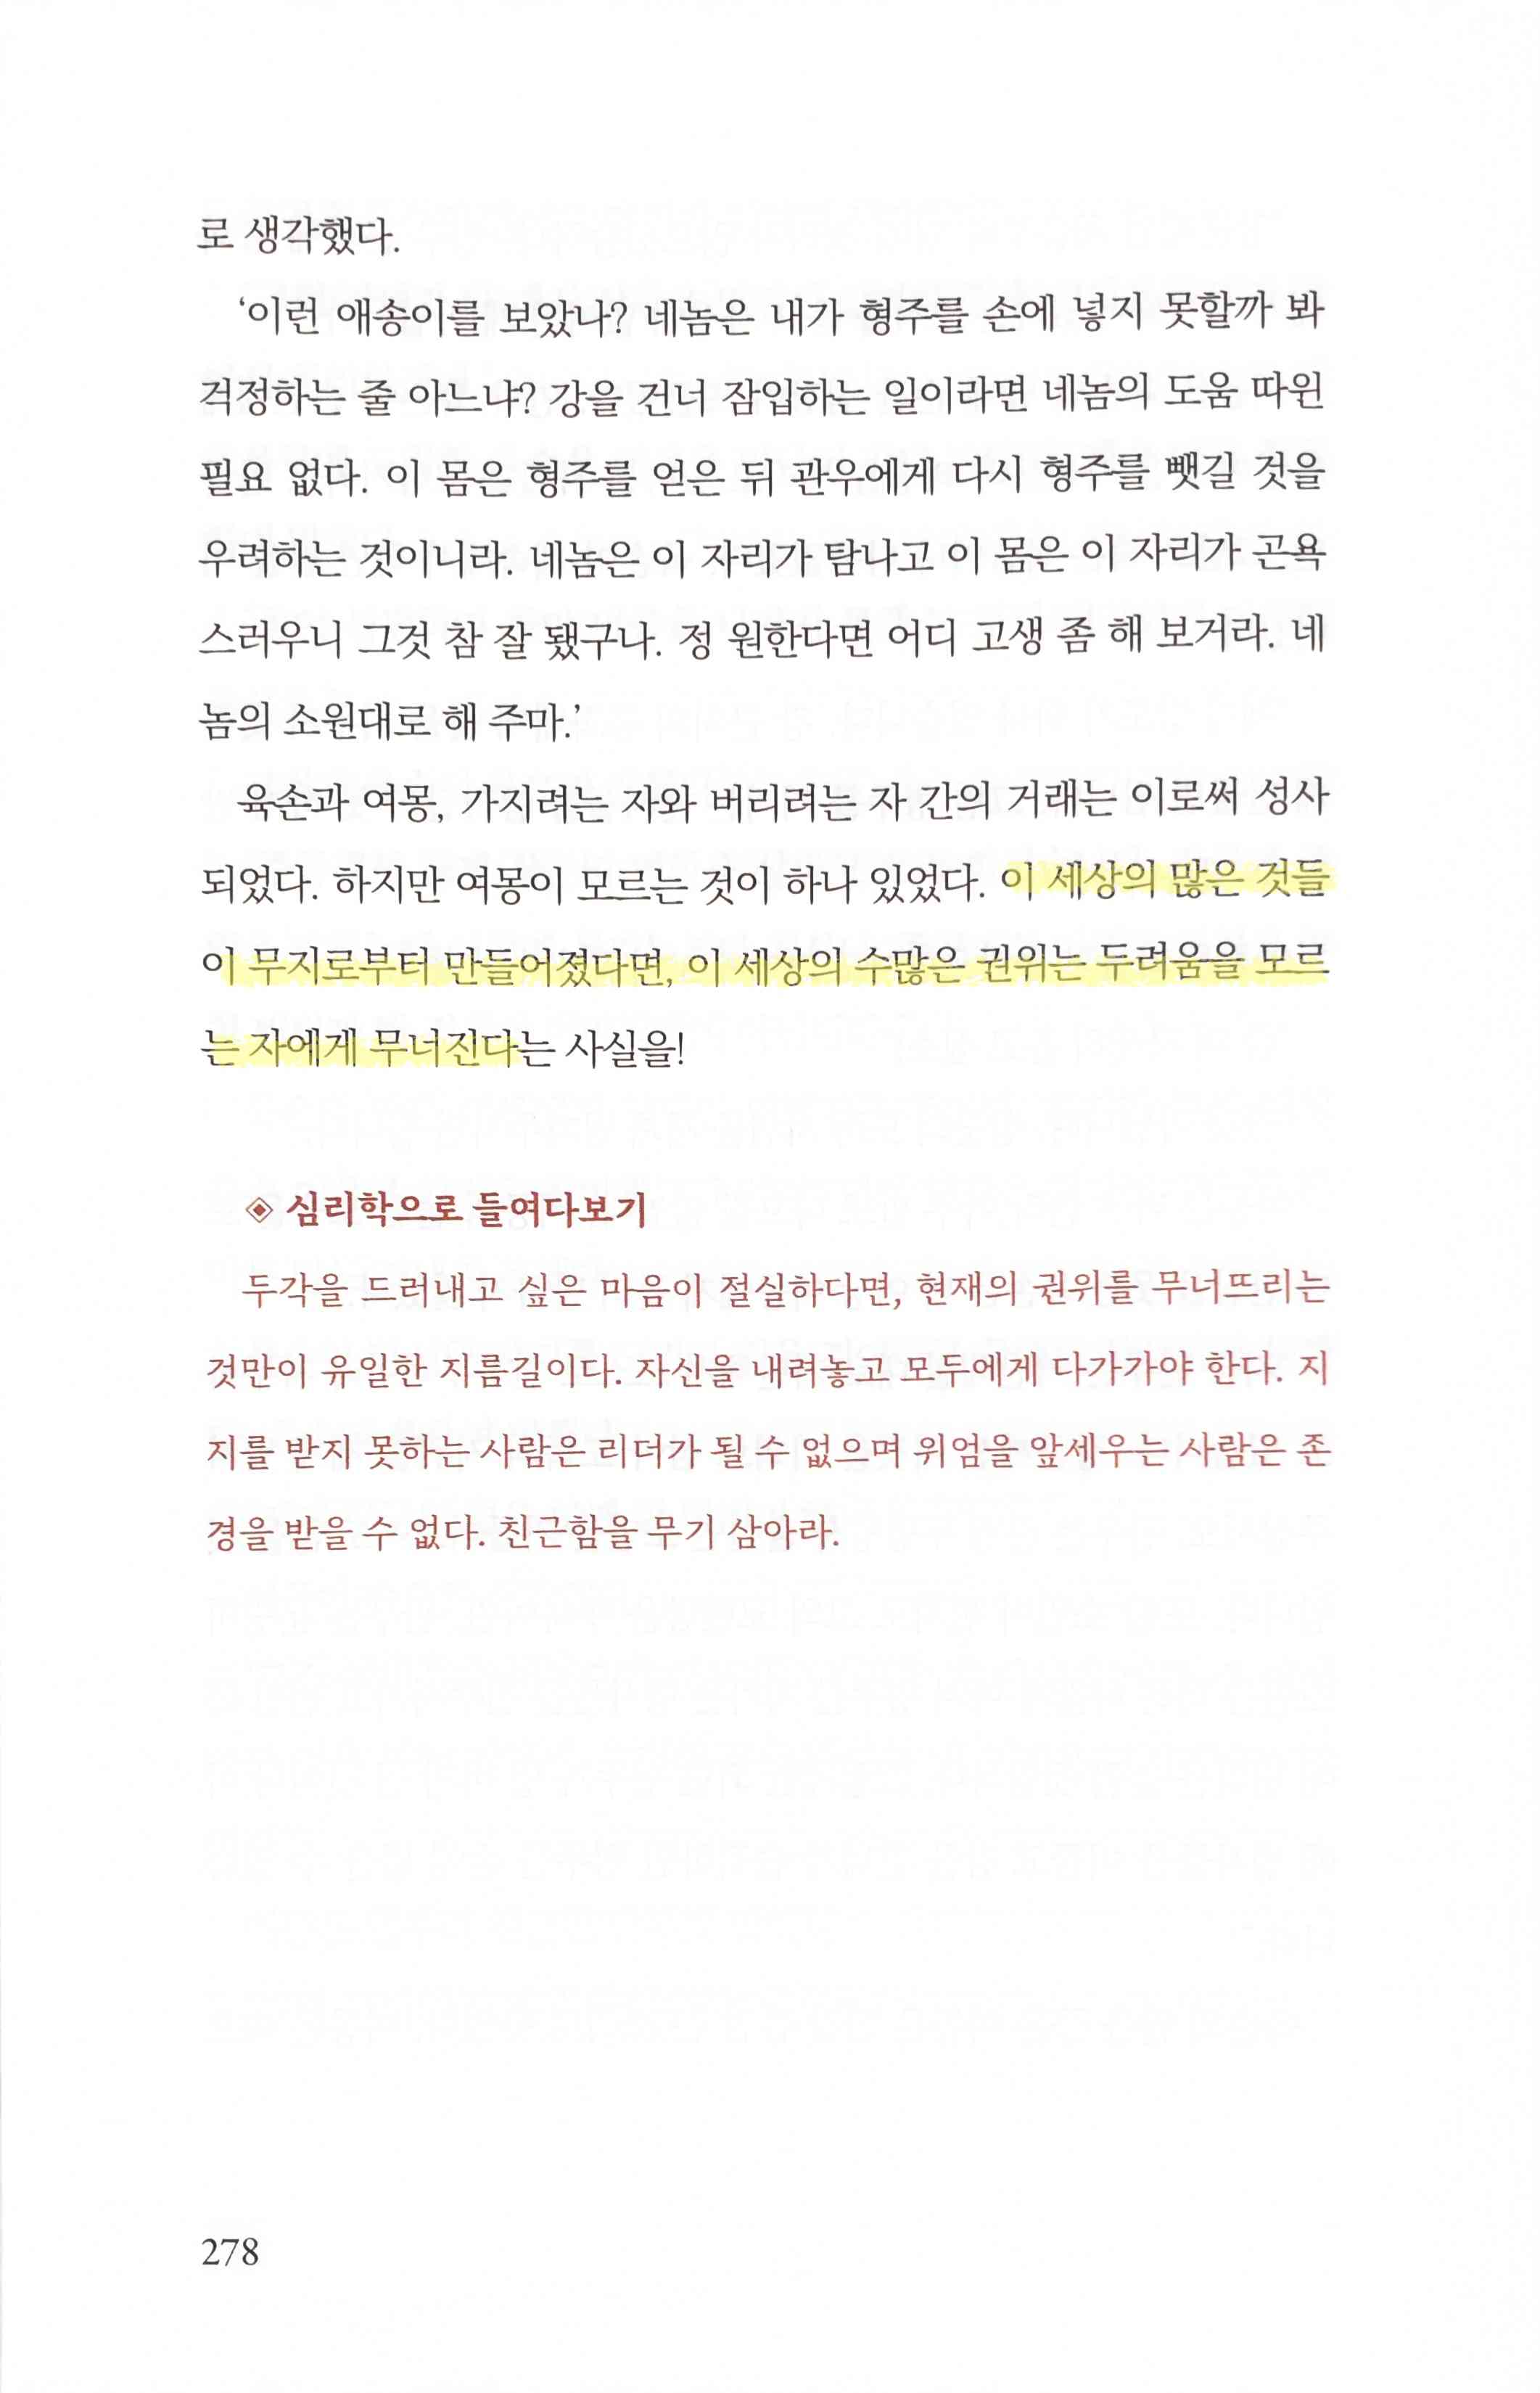 로 생각했다.
‘이런 애송이를 보았나? 네놈은 내가 형주를 손에 넣지 못할까 봐
걱정하는 줄 아느냐? 강을 건너 잠입하는 일이라면 네놈의 도움 따윈
필요 없다. 이 몸은 형주를 얻은 뒤 관우에게 다시 형주를 뺏길 것을
우려하는 것이니라. 네놈은 이 자리가 탐나고 이 몸은 이 자리가 곤욕
스러우니 그것 참 잘 됐구나. 정 원한다면 어디 고생 좀 해 보거라. 네
놈의 소원대로 해 주마.’
육손과 여몽, 가지려는 자와 버리려는 자 간의 거래는 이로써 성사
되었다. 하지만 여몽이 모르는 것이 하나 있었다. 이 세상의 많은 것들
이 무지로부터 만들어졌다면, 이 세상의 수많은 권위는 두려움을 모르
는 자에게 무너진다는 사실을!
◈ 심리학으로 들여다보기
두각을 드러내고 싶은 마음이 절실하다면, 현재의 권위를 무너뜨리는
것만이 유일한 지름길이다. 자신을 내려놓고 모두에게 다가가야 한다. 지
지를 받지 못하는 사람은 리더가 될 수 없으며 위엄을 앞세우는 사람은 존
경을 받을 수 없다. 친근함을 무기 삼아라.
278